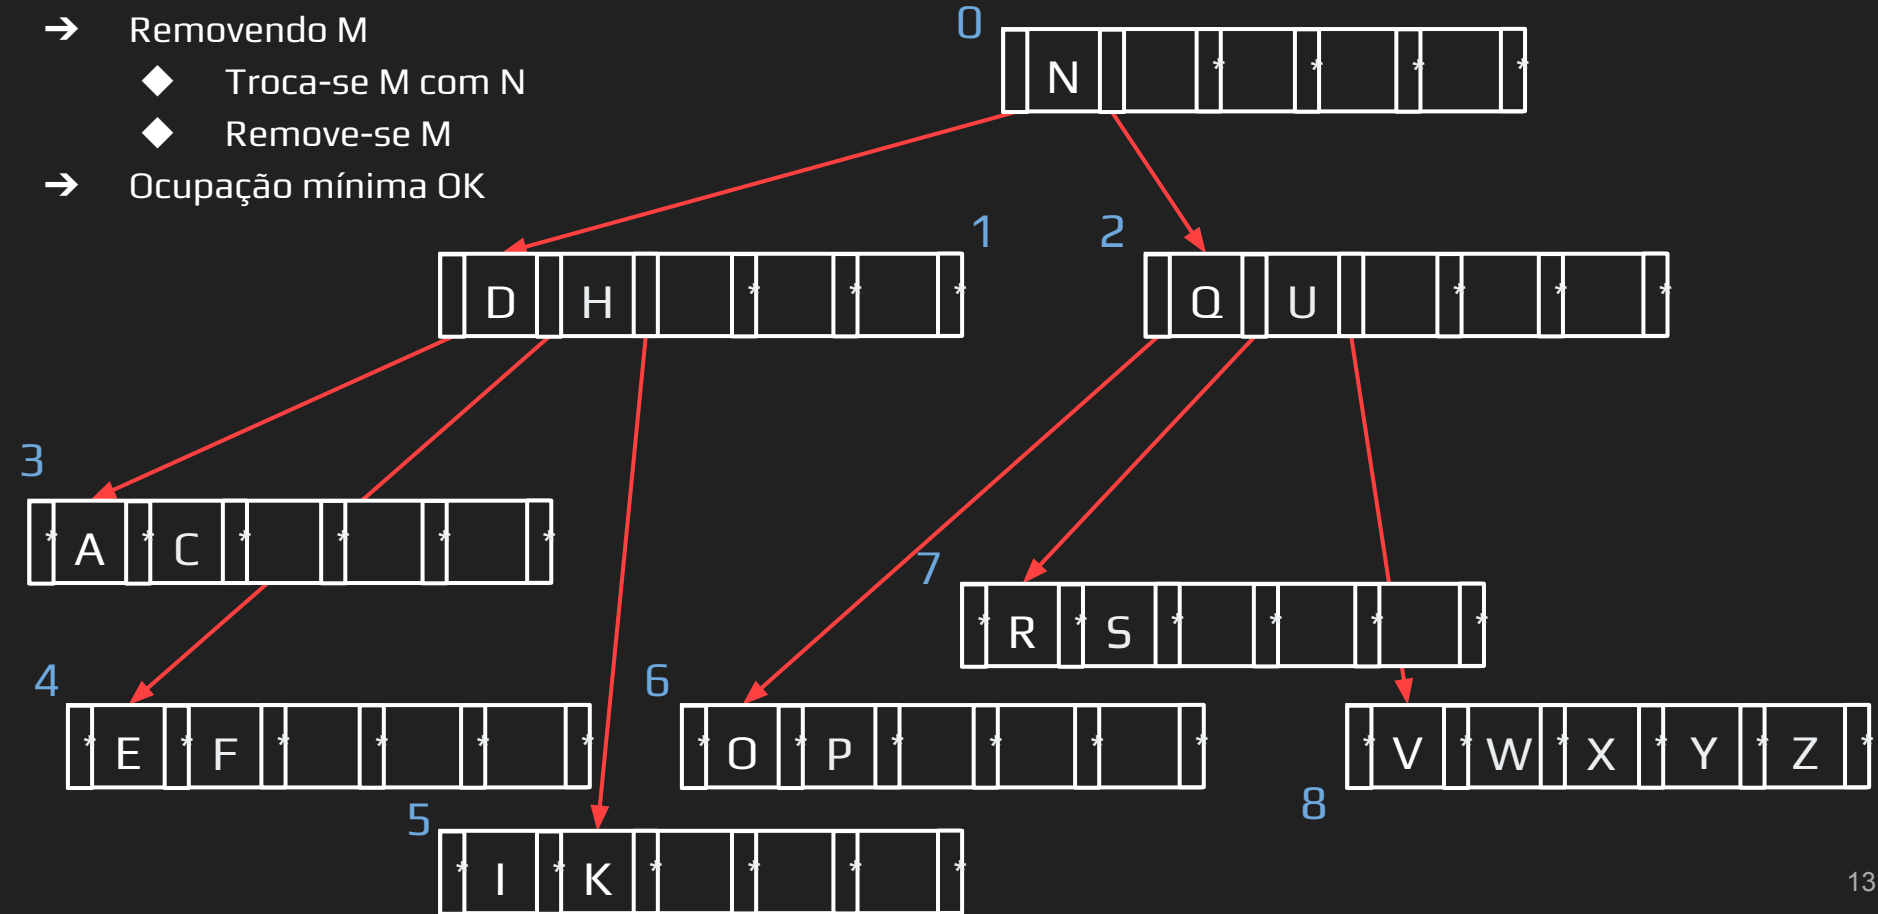 ➔ Removendo M
◆ Troca-se M com N
◆ Remove-se M
➔ Ocupação mínima OK
0
N * * * *
1
D H * * *
2
Q U * * *
3
* A * C * * * *
7
* R * S * * * *
4
* E * F * * * *
6
* O * P * * * *
8
* V * W * X * Y * Z *
5
* I * K * * * *
13